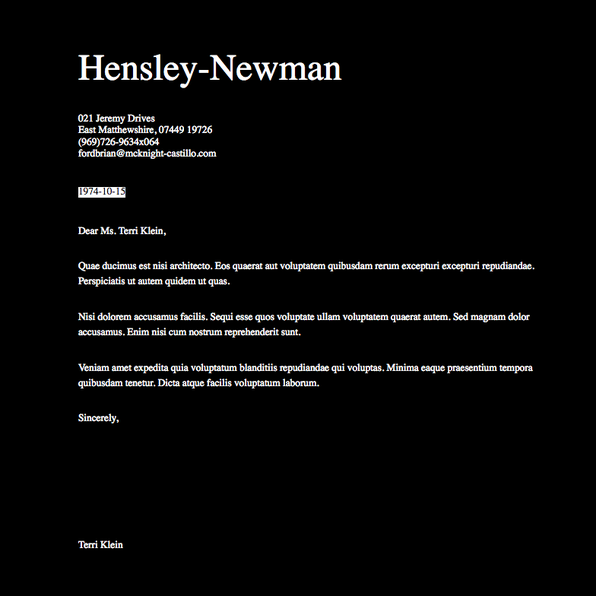 Hensley-Newman
021 Jeremy Drives
East Matthewshire, 07449 19726
(969)726-9634x064
fordbrian@mcknight-castillo.com
1974-10-15
Dear Ms. Terri Klein,
Quae ducimus est nisi architecto. Eos quaerat aut voluptatem quibusdam rerum excepturi excepturi repudiandae.
Perspiciatis ut autem quidem ut quas.
Nisi dolorem accusamus facilis. Sequi esse quos voluptate ullam voluptatem quaerat autem. Sed magnam dolor
accusamus. Enim nisi cum nostrum reprehenderit sunt.
Veniam amet expedita quia voluptatum blanditiis repudiandae qui voluptas. Minima eaque praesentium tempora
quibusdam tenetur. Dicta atque facilis voluptatum laborum.
Sincerely,
Terri Klein